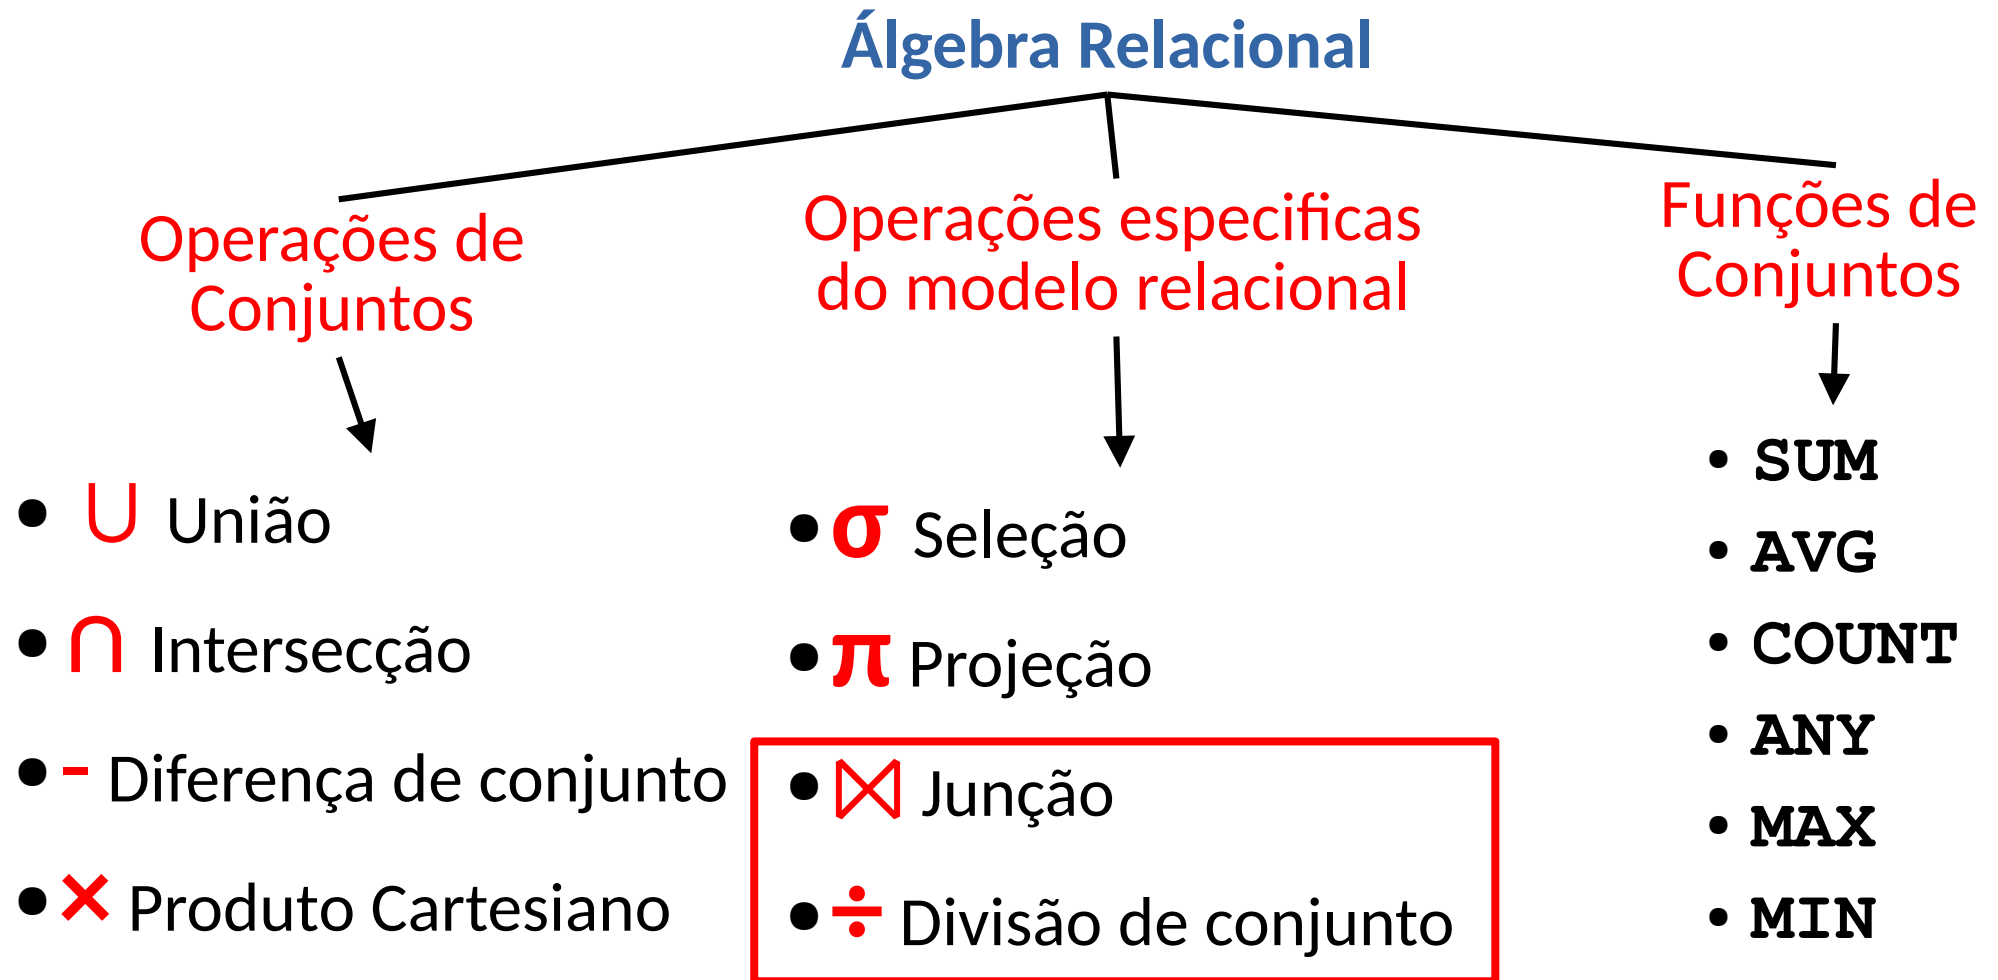 Álgebra Relacional
Operações de
Conjuntos
• ∪ União
• ∩ Intersecção
• - Diferença de conjunto
• × Produto Cartesiano
Operações especificas
do modelo relacional
• σ Seleção
• π Projeção
• ⋈ Junção
• ÷ Divisão de conjunto
Funções de
Conjuntos
• SUM
• AVG
• COUNT
• ANY
• MAX
• MIN